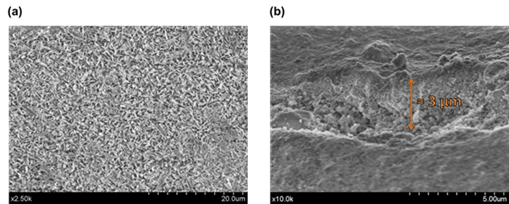 (a)
(b)
≈ 3 μm
x2.50k
20.0um
x10.0k
5.00um